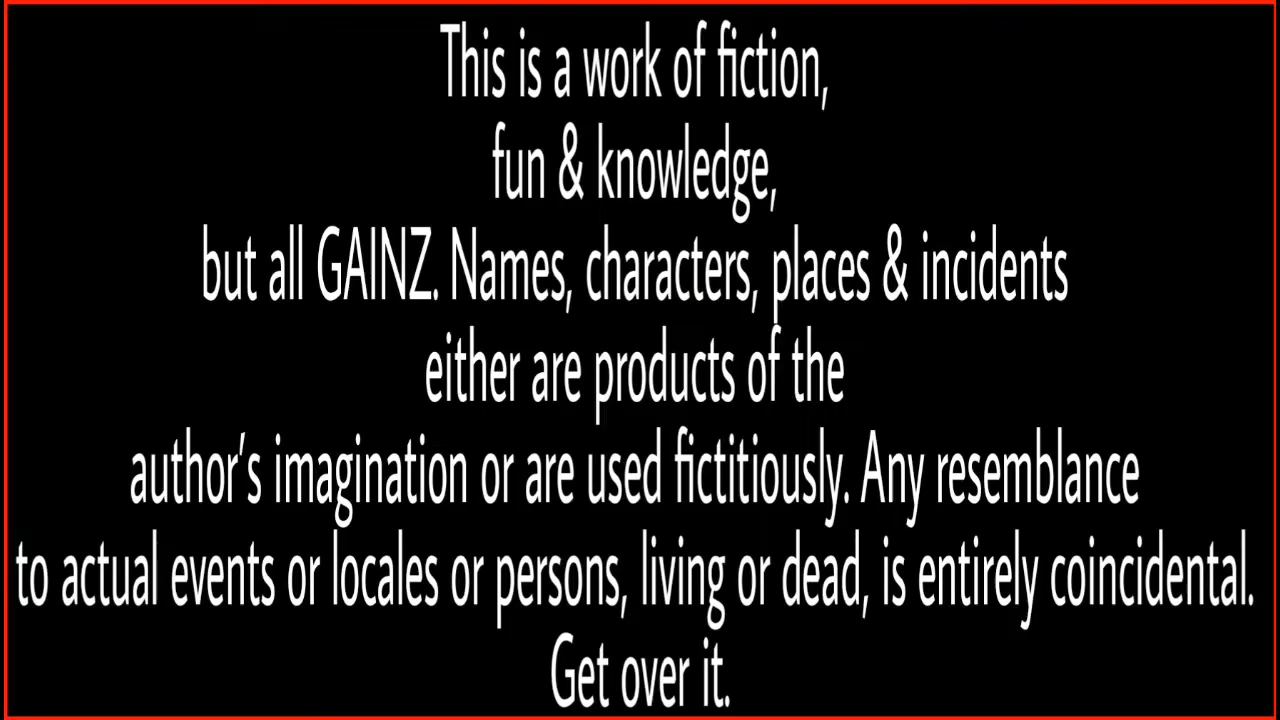 This is a work of fiction,
fun & knowledge,
but all GAINZ. Names, characters, places & incidents
either are products of the
author’s imagination or are used fictitiously. Any resemblance
to actual events or locales or persons, living or dead, is entirely coincidental.
Get over it.